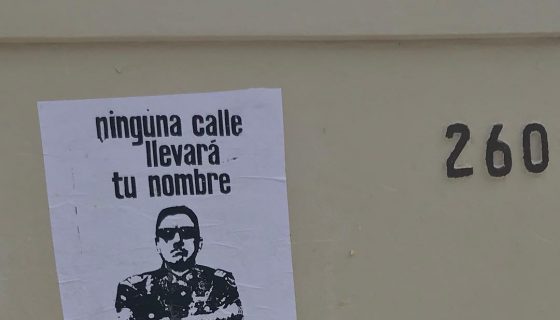 ninguna calle
llevará
tu nombre
260